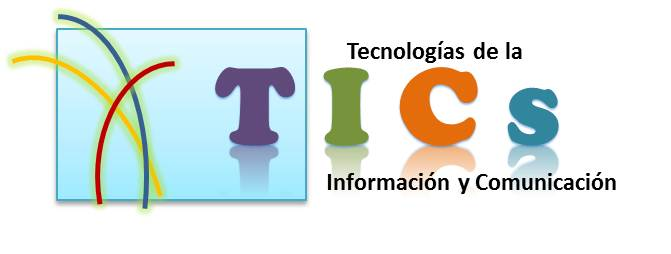 Tecnologías de la
TICs
Información y Comunicación